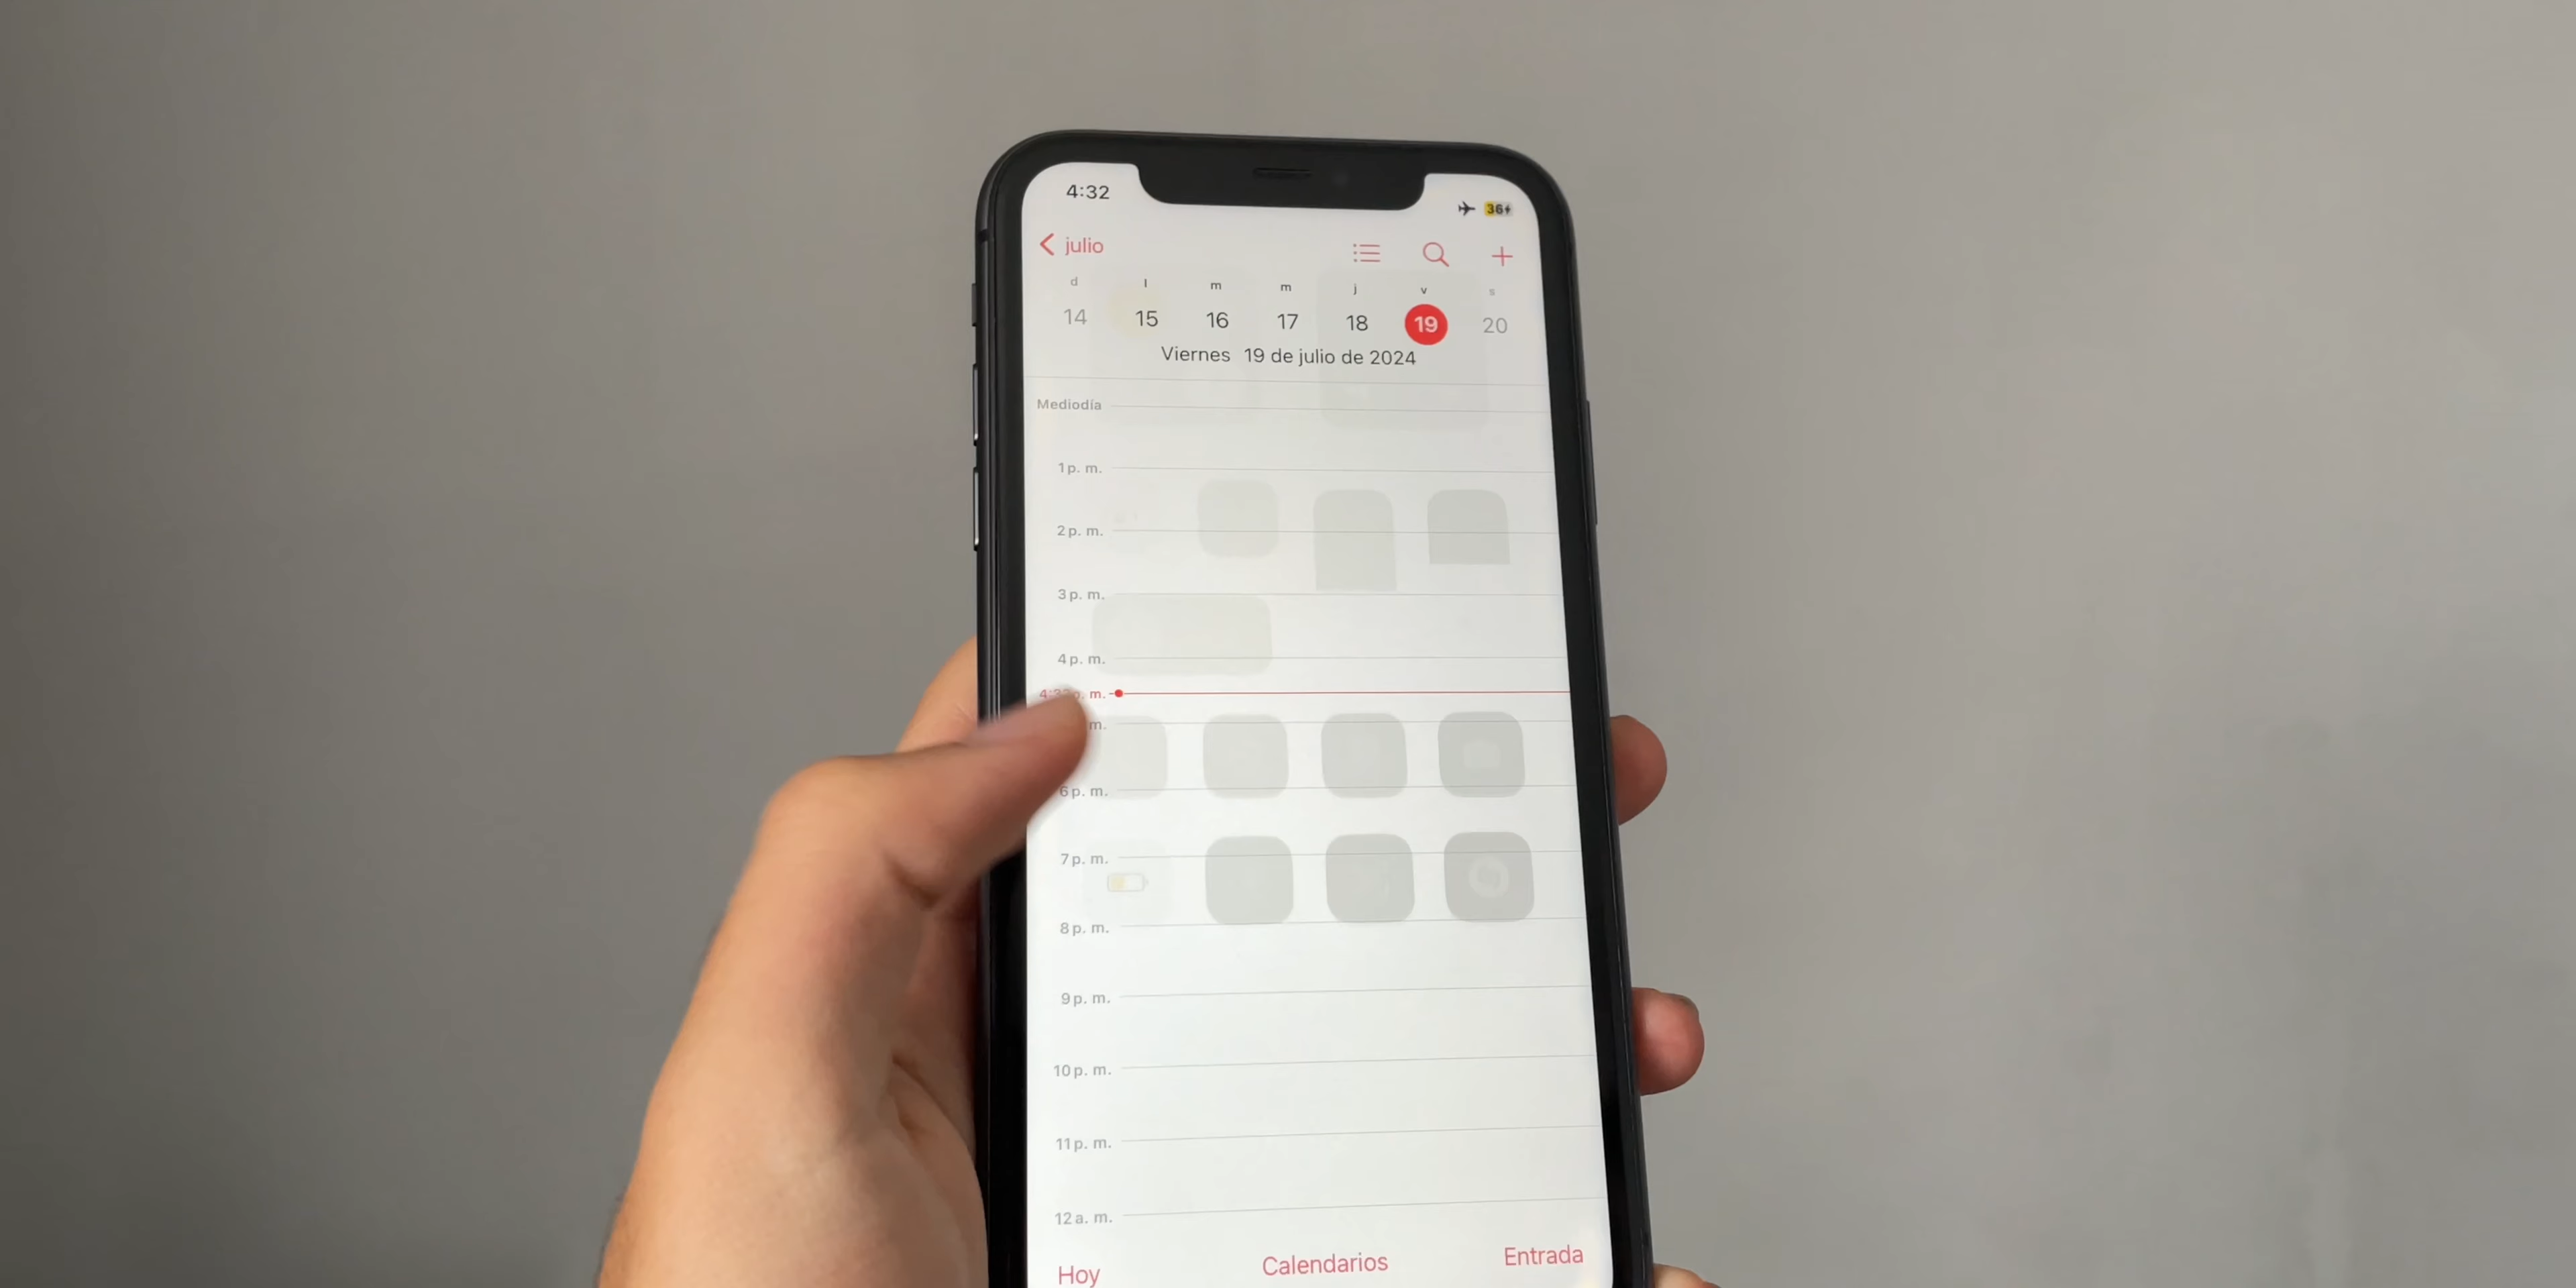 4:32
36
julio
d l m m j v s
14 15 16 17 18 19 20
Viernes 19 de julio de 2024
Mediodía
1 p. m.
2 p. m.
3 p. m.
4 p. m.
p. m.
m.
6 p. m.
7 p. m.
8 p. m.
9 p. m.
10 p. m.
11 p. m.
12 a. m.
Hoy Calendarios Entrada